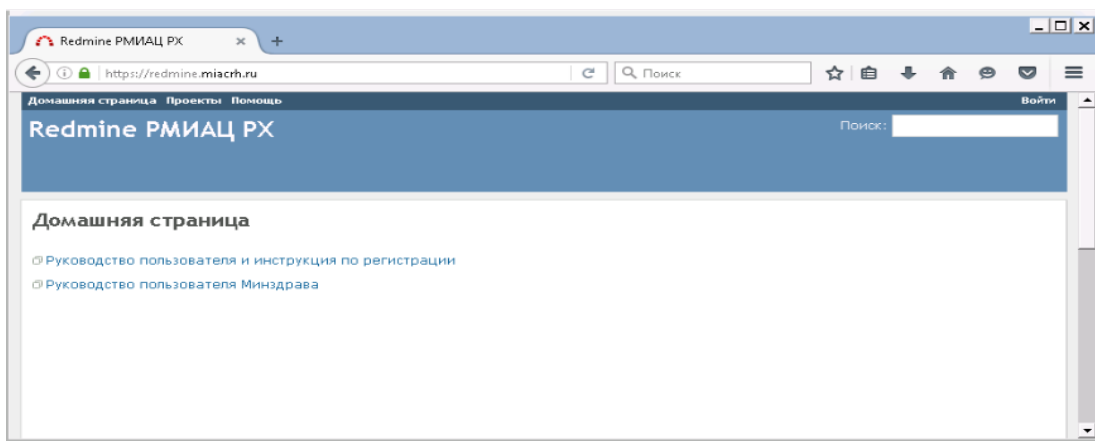 Redmine РМИАЦ РХ
https://redmine.miacrh.ru
Поиск
Домашняя страница Проекты Помощь
Войти
Redmine РМИАЦ РХ
Поиск:
Домашняя страница
Руководство пользователя и инструкция по регистрации
Руководство пользователя Минздрава